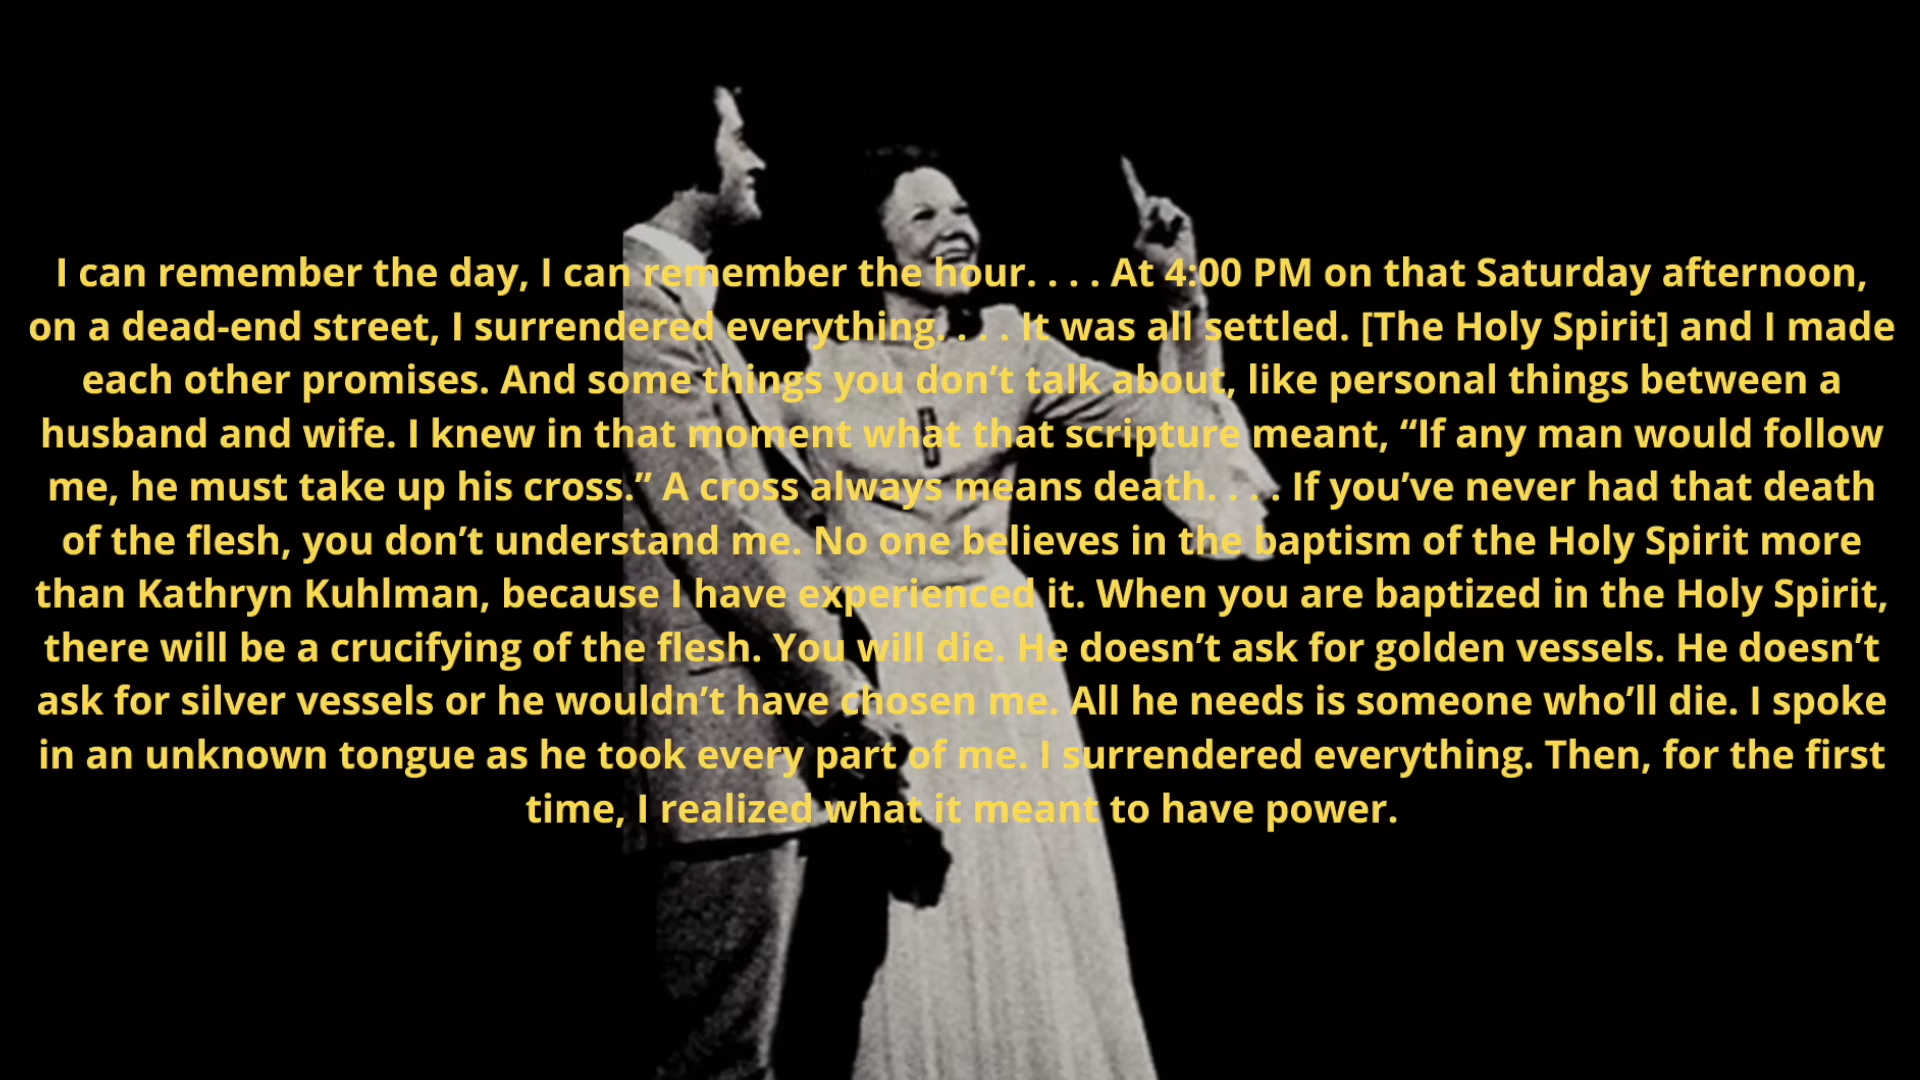 I can remember the day, I can remember the hour. . . . At 4:00 PM on that Saturday afternoon,
on a dead-end street, I surrendered everything. . . . It was all settled. [The Holy Spirit] and I made
each other promises. And some things you don’t talk about, like personal things between a
husband and wife. I knew in that moment what that scripture meant, “If any man would follow
me, he must take up his cross.” A cross always means death. . . . If you’ve never had that death
of the flesh, you don’t understand me. No one believes in the baptism of the Holy Spirit more
than Kathryn Kuhlman, because I have experienced it. When you are baptized in the Holy Spirit,
there will be a crucifying of the flesh. You will die. He doesn’t ask for golden vessels. He doesn’t
ask for silver vessels or he wouldn’t have chosen me. All he needs is someone who’ll die. I spoke
in an unknown tongue as he took every part of me. I surrendered everything. Then, for the first
time, I realized what it meant to have power.